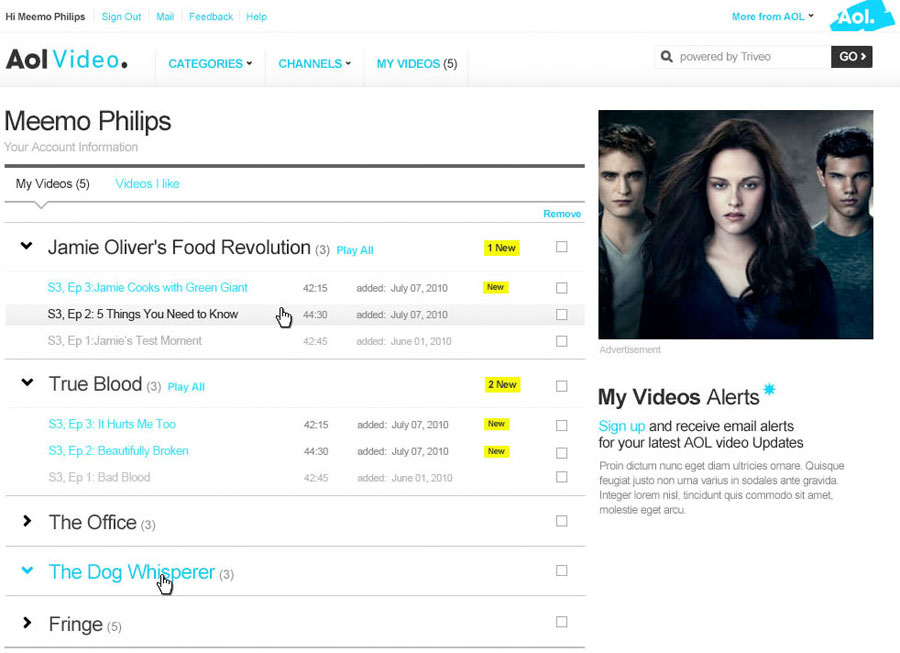 Hi Meemo Philips Sign Out Mail Feedback Help
More from AOL
Aol.
Aol Video.
CATEGORIES CHANNELS MY VIDEOS (5)
powered by Triveo GO
Meemo Philips
Your Account Information
My Videos (5) Videos I like
Remove
Jamie Oliver's Food Revolution (3) Play All 1 New
S3, Ep 3:Jamie Cooks with Green Giant 42:15 added: July 07, 2010 New
S3, Ep 2: 5 Things You Need to Know 44:30 added: July 07, 2010
S3, Ep 1:Jamie's Test Moment 42:45 added: June 01, 2010
True Blood (3) Play All 2 New
S3, Ep 3: It Hurts Me Too 42:15 added: July 07, 2010 New
S3, Ep 2: Beautifully Broken 44:30 added: July 07, 2010 New
S3, Ep 1: Bad Blood 42:45 added: June 01, 2010
The Office (3)
The Dog Whisperer (3)
Fringe (5)
Advertisement
My Videos Alerts
Sign up and receive email alerts
for your latest AOL video Updates
Proin dictum nunc eget diam ultricies ornare. Quisque
feugiat justo non urna varius in sodales ante gravida.
Integer lorem nisl, tincidunt quis commodo sit amet,
molestie eget arcu.